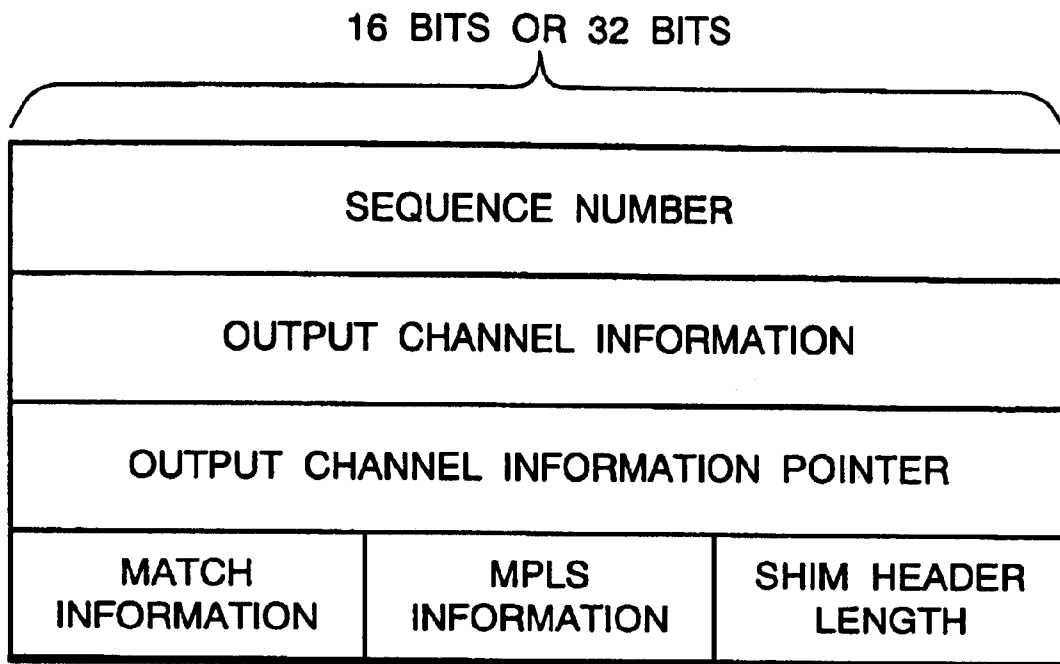 16 BITS OR 32 BITS
SEQUENCE NUMBER
OUTPUT CHANNEL INFORMATION
OUTPUT CHANNEL INFORMATION POINTER
MATCH
INFORMATION
MPLS
INFORMATION
SHIM HEADER
LENGTH